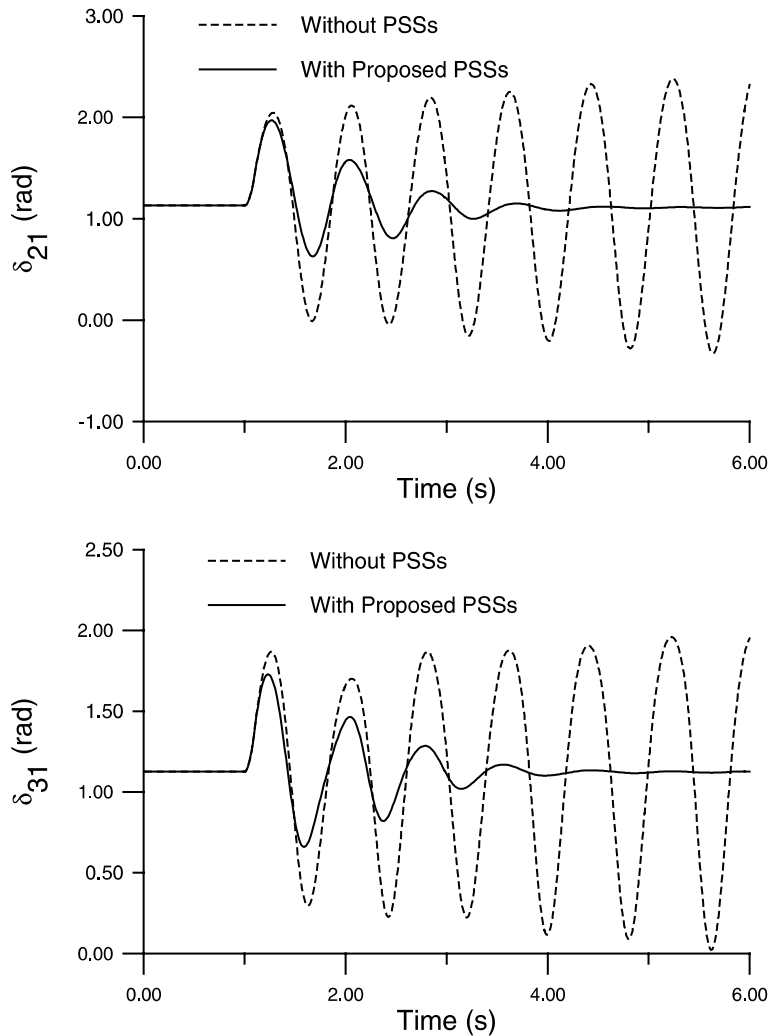 3.00
Without PSSs
With Proposed PSSs
2.00
1.00
0.00
-1.00
δ21 (rad)
0.00 2.00 4.00 6.00
Time (s)
2.50
Without PSSs
With Proposed PSSs
2.00
1.50
1.00
0.50
0.00
δ31 (rad)
0.00 2.00 4.00 6.00
Time (s)